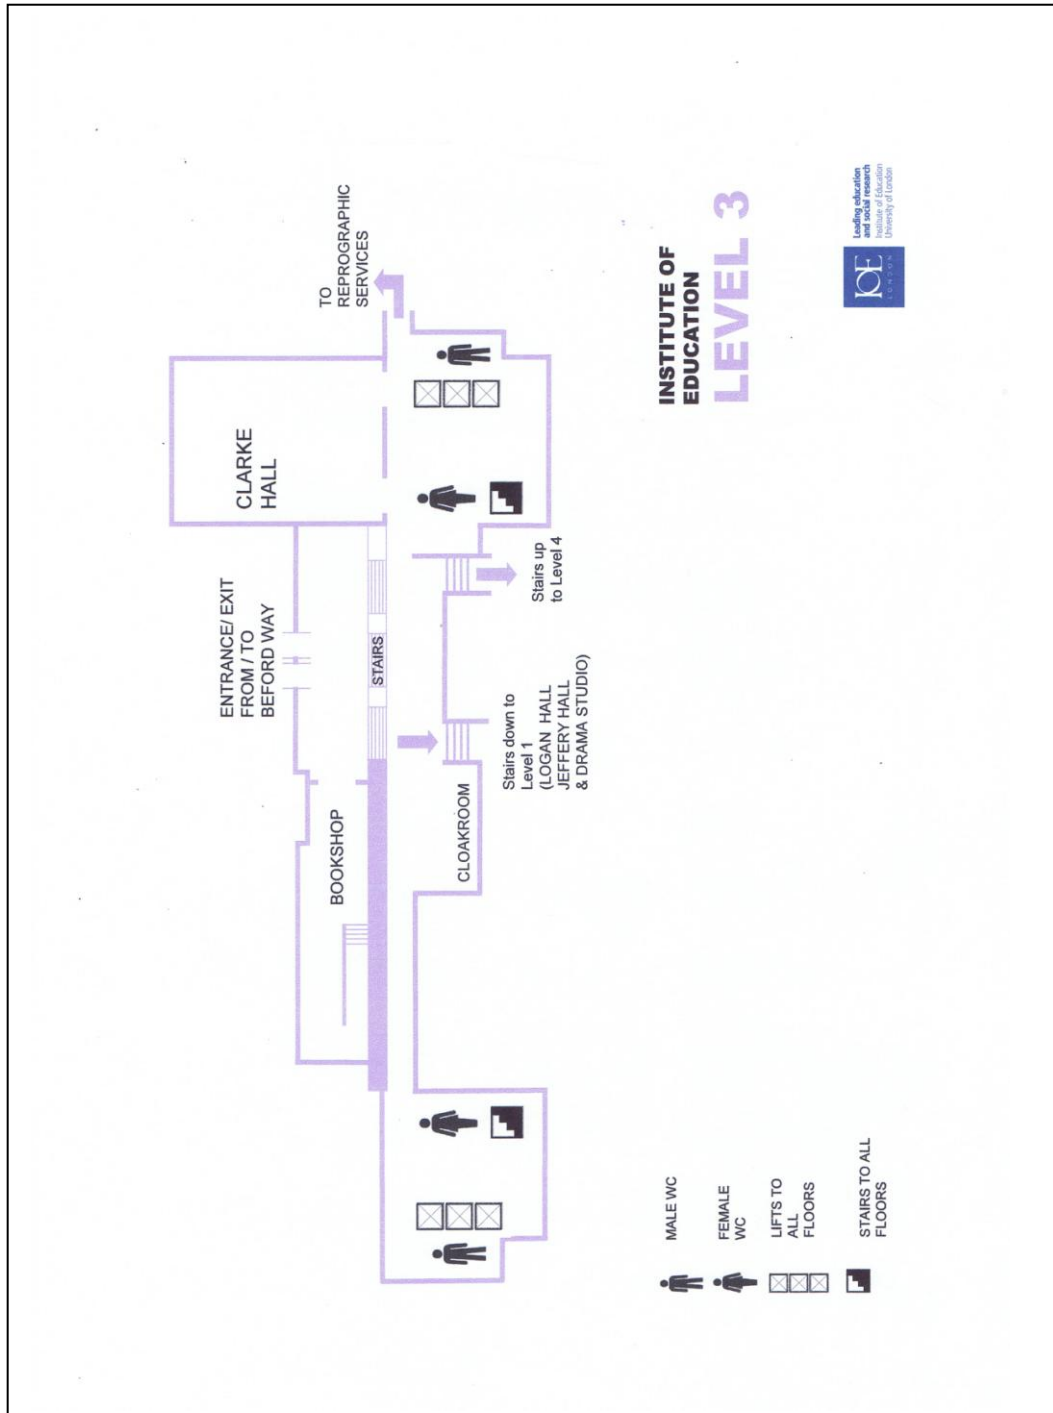 TO
REPROGRAPHIC
SERVICES
CLARKE
HALL
ENTRANCE/ EXIT
FROM / TO
BEFORD WAY
STAIRS
BOOKSHOP
CLOAKROOM
Stairs up
to Level 4
Stairs down to
Level 1
(LOGAN HALL
JEFFERY HALL
& DRAMA STUDIO)
INSTITUTE OF
EDUCATION
LEVEL 3
IOE
LONDON
Leading education
and social research
Institute of Education
University of London
MALE WC
FEMALE
WC
LIFTS TO
ALL
FLOORS
STAIRS TO ALL
FLOORS